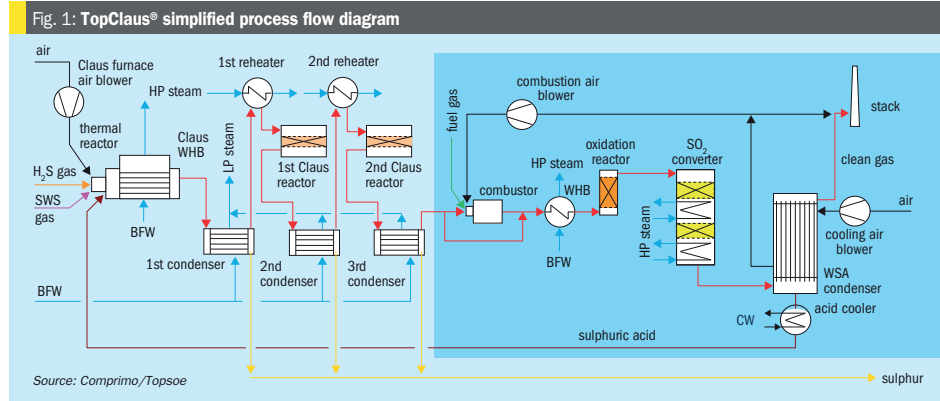 Fig. 1: TopClaus® simplified process flow diagram
air
Claus furnace
air blower
1st reheater
2nd reheater
HP steam
thermal
reactor
Claus
WHB
LP steam
H₂S gas
SWS
gas
BFW
1st Claus
reactor
2nd Claus
reactor
1st condenser
2nd
condenser
3rd
condenser
BFW
fuel gas
combustion air
blower
stack
clean gas
HP steam
WHB
oxidation
reactor
SO₂
converter
combustor
BFW
HP steam
air
cooling air
blower
WSA
condenser
acid cooler
CW
sulphuric acid
sulphur
Source: Comprimo/Topsoe